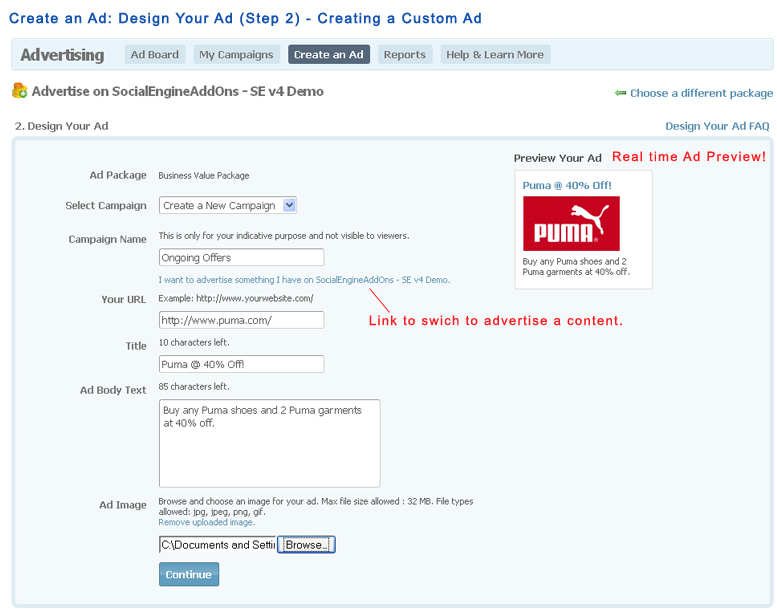 Create an Ad: Design Your Ad (Step 2) - Creating a Custom Ad
Advertising
Ad Board
My Campaigns
Create an Ad
Reports
Help & Learn More
Advertise on SocialEngineAddOns - SE v4 Demo
Choose a different package
2. Design Your Ad
Design Your Ad FAQ
Preview Your Ad
Real time Ad Preview!
Puma @ 40% Off!
PUMA
Buy any Puma shoes and 2
Puma garments at 40% off.
Ad Package
Business Value Package
Select Campaign
Create a New Campaign
Campaign Name
This is only for your indicative purpose and not visible to viewers.
Ongoing Offers
I want to advertise something I have on SocialEngineAddOns - SE v4 Demo.
Link to swich to advertise a content.
Your URL
Example: http://www.yourwebsite.com/
http://www.puma.com/
Title
10 characters left.
Puma @ 40% Off!
Ad Body Text
85 characters left.
Buy any Puma shoes and 2 Puma garments
at 40% off.
Ad Image
Browse and choose an image for your ad. Max file size allowed : 32 MB. File types
allowed: jpg, jpeg, png, gif.
Remove uploaded image.
C:\Documents and Settin
Browse...
Continue